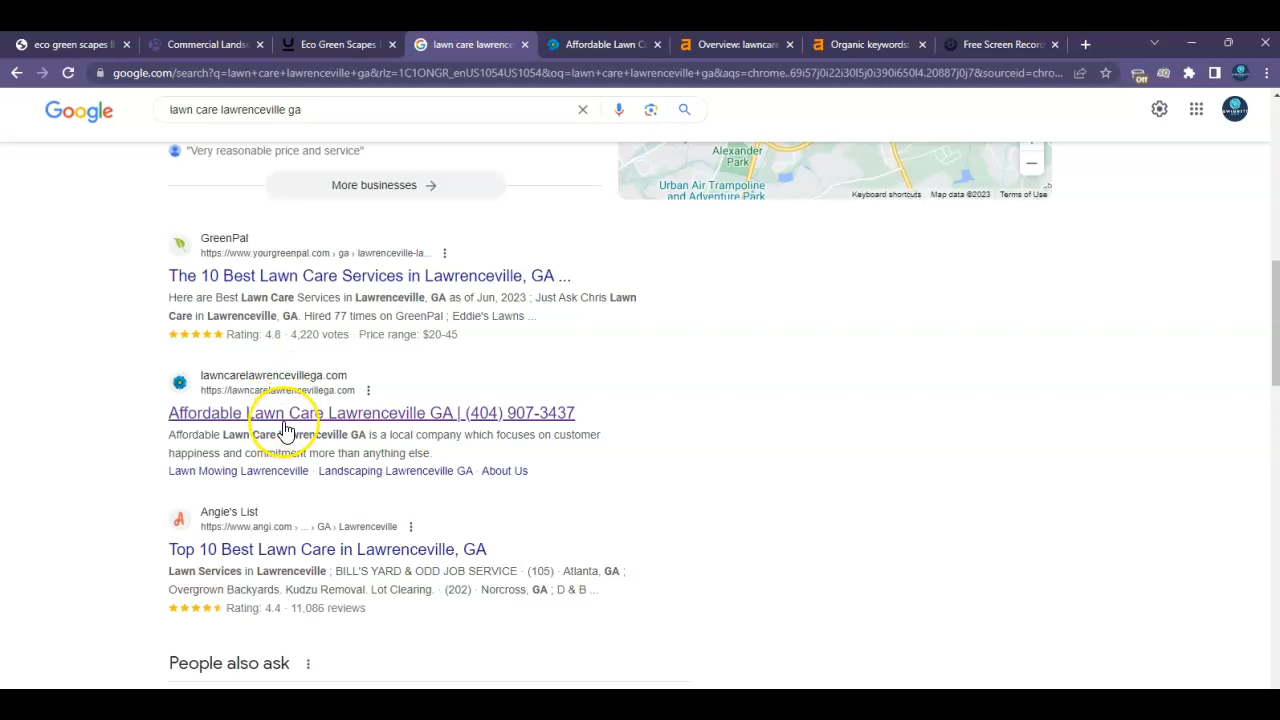 eco green scapes l
Commercial Lands
Eco Green Scapes
lawn care lawrence
Affordable Lawn C
Overview: lawncare
Organic keywords:
Free Screen Record
google.com/search?q=lawn+care+lawrenceville+ga&rlz=1C1ONGR_enUS1054US1054&oq=lawn+care+lawrenceville+ga&aqs=chrome..69i57j0i22i30l5j0i390i650l4.20887j0j7&sourceid=chro...
Off
Google
lawn care lawrenceville ga
"Very reasonable price and service"
More businesses
Alexander
Park
Urban Air Trampoline
and Adventure Park
Keyboard shortcuts
Map data ©2023
Terms of Use
GreenPal
https://www.yourgreenpal.com › ga › lawrenceville-la...
The 10 Best Lawn Care Services in Lawrenceville, GA ...
Here are Best Lawn Care Services in Lawrenceville, GA as of Jun, 2023 ; Just Ask Chris Lawn
Care in Lawrenceville, GA. Hired 77 times on GreenPal ; Eddie's Lawns ...
Rating: 4.8 · 4,220 votes · Price range: $20-45
lawncarelawrencevillega.com
https://lawncarelawrencevillega.com
Affordable Lawn Care Lawrenceville GA | (404) 907-3437
Affordable Lawn Care Lawrenceville GA is a local company which focuses on customer
happiness and commitment more than anything else.
Lawn Mowing Lawrenceville · Landscaping Lawrenceville GA · About Us
Angie's List
https://www.angi.com › ... › GA › Lawrenceville
Top 10 Best Lawn Care in Lawrenceville, GA
Lawn Services in Lawrenceville ; BILL'S YARD & ODD JOB SERVICE · (105) · Atlanta, GA ;
Overgrown Backyards. Kudzu Removal. Lot Clearing. · (202) · Norcross, GA ; D & B ...
Rating: 4.4 · 11,086 reviews
People also ask